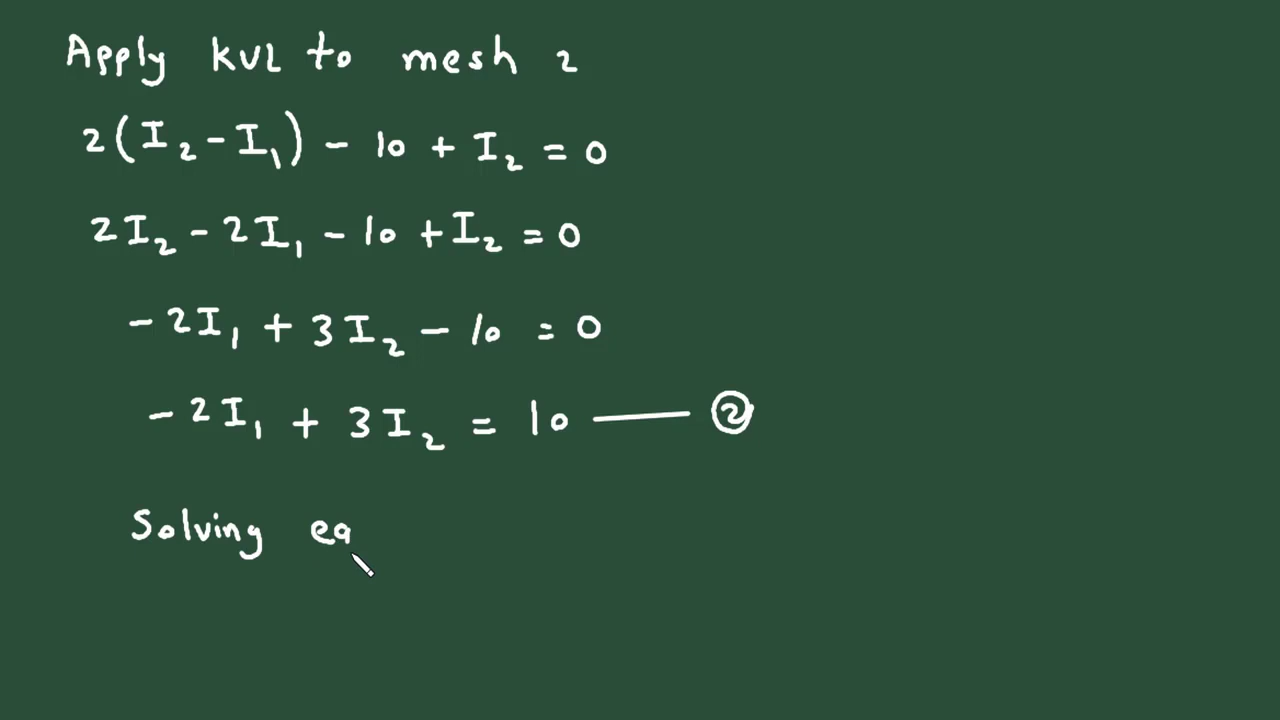 Apply KVL to mesh 2
2(I₂ - I₁) - 10 + I₂ = 0
2I₂ - 2I₁ - 10 + I₂ = 0
- 2I₁ + 3I₂ - 10 = 0
- 2I₁ + 3I₂ = 10 —— ②
Solving eq